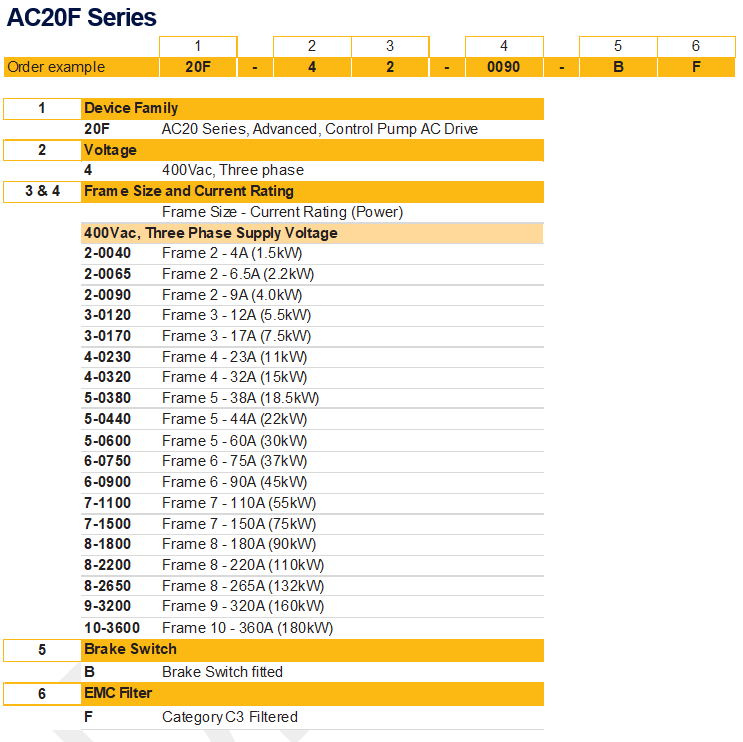 AC20F Series
1 2 3 4 5 6
Order example 20F - 4 2 - 0090 - B F
1 Device Family
20F AC20 Series, Advanced, Control Pump AC Drive
2 Voltage
4 400Vac, Three phase
3 & 4 Frame Size and Current Rating
Frame Size - Current Rating (Power)
400Vac, Three Phase Supply Voltage
2-0040 Frame 2 - 4A (1.5kW)
2-0065 Frame 2 - 6.5A (2.2kW)
2-0090 Frame 2 - 9A (4.0kW)
3-0120 Frame 3 - 12A (5.5kW)
3-0170 Frame 3 - 17A (7.5kW)
4-0230 Frame 4 - 23A (11kW)
4-0320 Frame 4 - 32A (15kW)
5-0380 Frame 5 - 38A (18.5kW)
5-0440 Frame 5 - 44A (22kW)
5-0600 Frame 5 - 60A (30kW)
6-0750 Frame 6 - 75A (37kW)
6-0900 Frame 6 - 90A (45kW)
7-1100 Frame 7 - 110A (55kW)
7-1500 Frame 7 - 150A (75kW)
8-1800 Frame 8 - 180A (90kW)
8-2200 Frame 8 - 220A (110kW)
8-2650 Frame 8 - 265A (132kW)
9-3200 Frame 9 - 320A (160kW)
10-3600 Frame 10 - 360A (180kW)
5 Brake Switch
B Brake Switch fitted
6 EMC Filter
F Category C3 Filtered